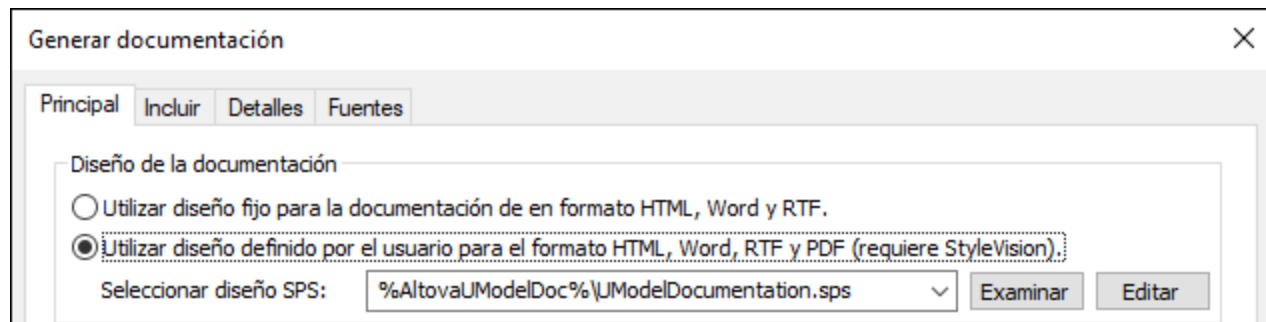 Generar documentación
Principal Incluir Detalles Fuentes
Diseño de la documentación
Utilizar diseño fijo para la documentación de en formato HTML, Word y RTF.
Utilizar diseño definido por el usuario para el formato HTML, Word, RTF y PDF (requiere StyleVision).
Seleccionar diseño SPS: %AltovaUModelDoc%\UModelDocumentation.sps Examinar Editar